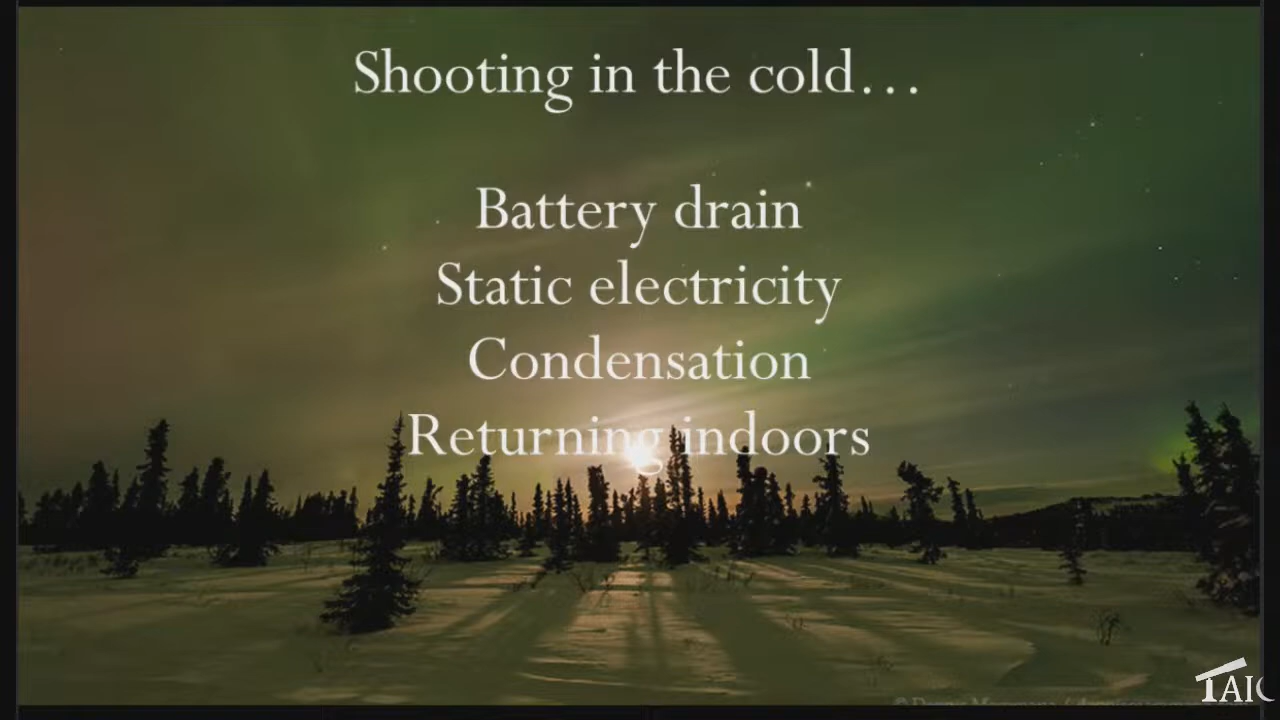 Shooting in the cold...
Battery drain
Static electricity
Condensation
Returning indoors
TAIC